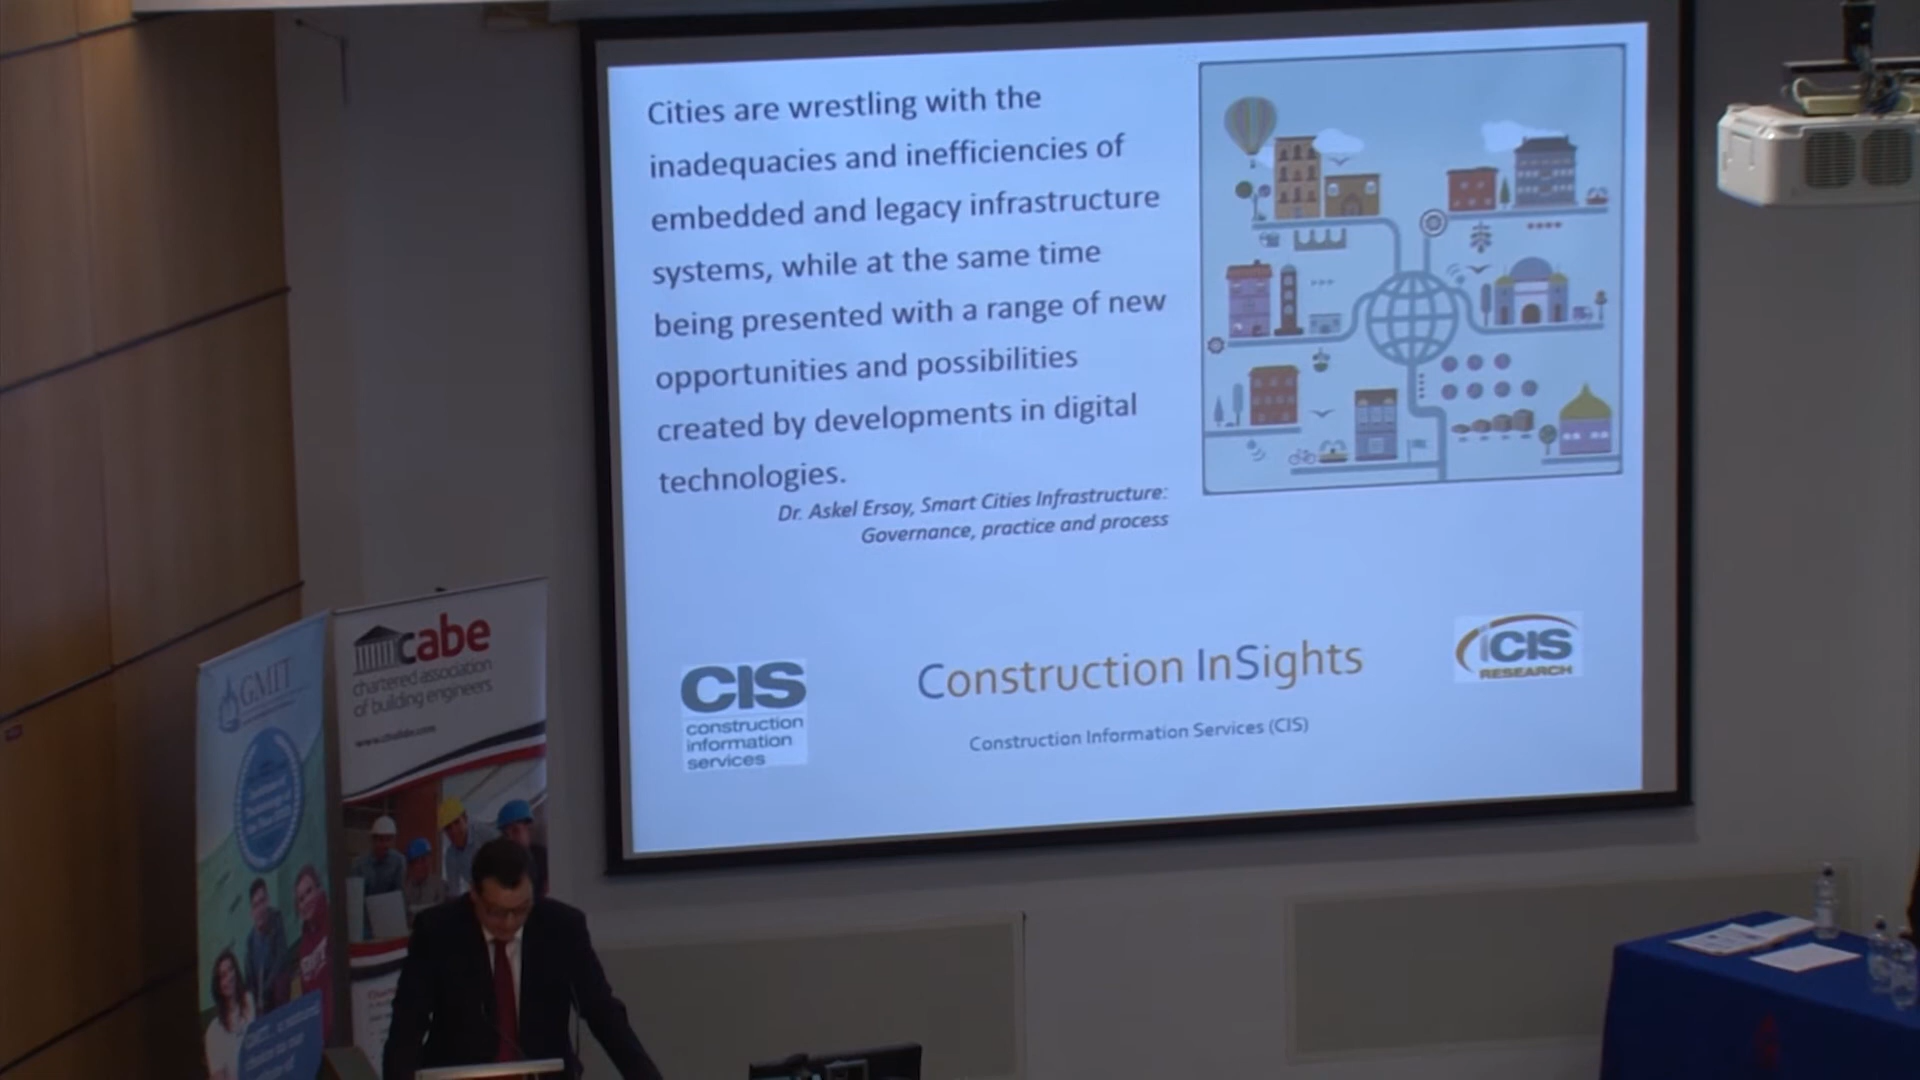 Cities are wrestling with the
inadequacies and inefficiencies of
embedded and legacy infrastructure
systems, while at the same time
being presented with a range of new
opportunities and possibilities
created by developments in digital
technologies.
Dr. Askel Ersoy, Smart Cities Infrastructure:
Governance, practice and process
CIS
construction
information
services
Construction InSights
Construction Information Services (CIS)
iCIS
RESEARCH
GMIT
cabe
chartered association
of building engineers